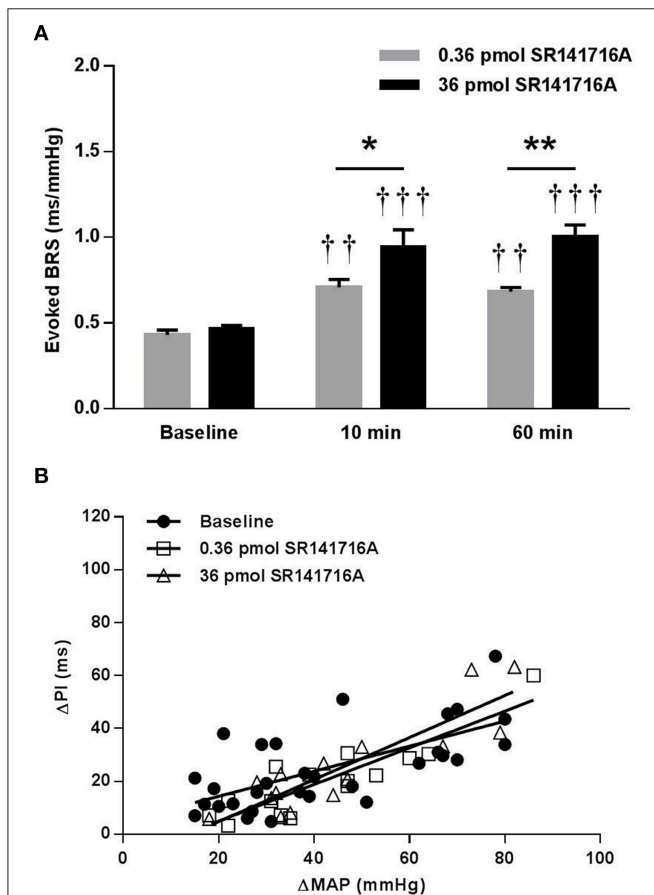 A
0.36 pmol SR141716A
36 pmol SR141716A
2.0
1.5
1.0
0.5
0.0
Evoked BRS (ms/mmHg)
* **
††† †††
†† ††
Baseline 10 min 60 min
B
Baseline
0.36 pmol SR141716A
36 pmol SR141716A
120
100
80
60
40
20
0
ΔPI (ms)
0 20 40 60 80 100
ΔMAP (mmHg)